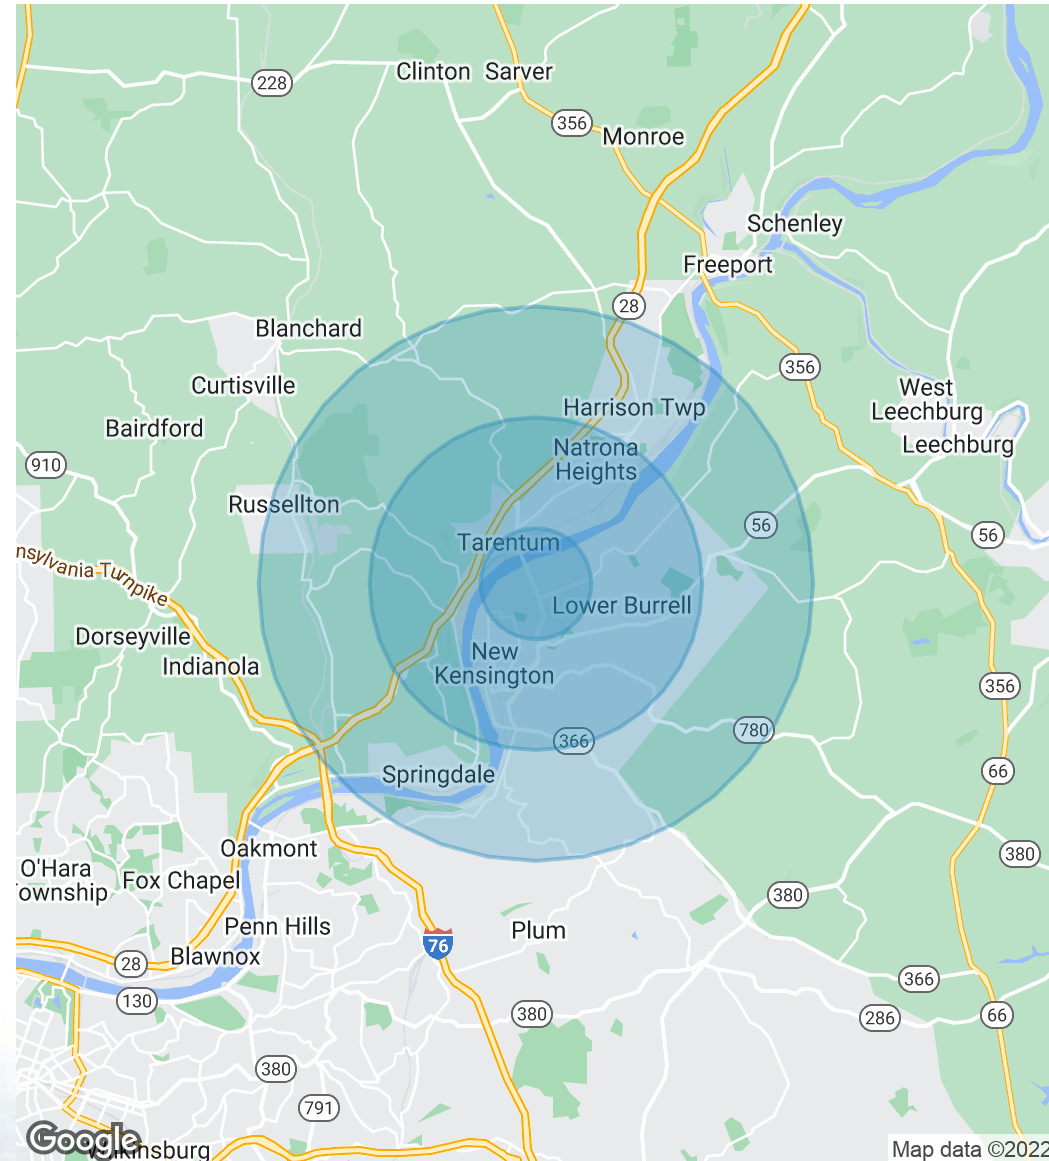 Clinton Sarver
228
356
Monroe
Schenley
Freeport
28
Blanchard
356
Curtisville
West
Leechburg
Harrison Twp
Bairdford
Leechburg
Natrona
Heights
910
Russellton
56
56
Tarentum
nsylvania Turnpike
Lower Burrell
Dorseyville
New
Kensington
Indianola
356
780
366
66
Springdale
Oakmont
380
O'Hara
Township
Fox Chapel
380
Penn Hills
Plum
76
Blawnox
28
366
130
380
286
66
380
791
Google
Wilkinsburg
Map data ©2022